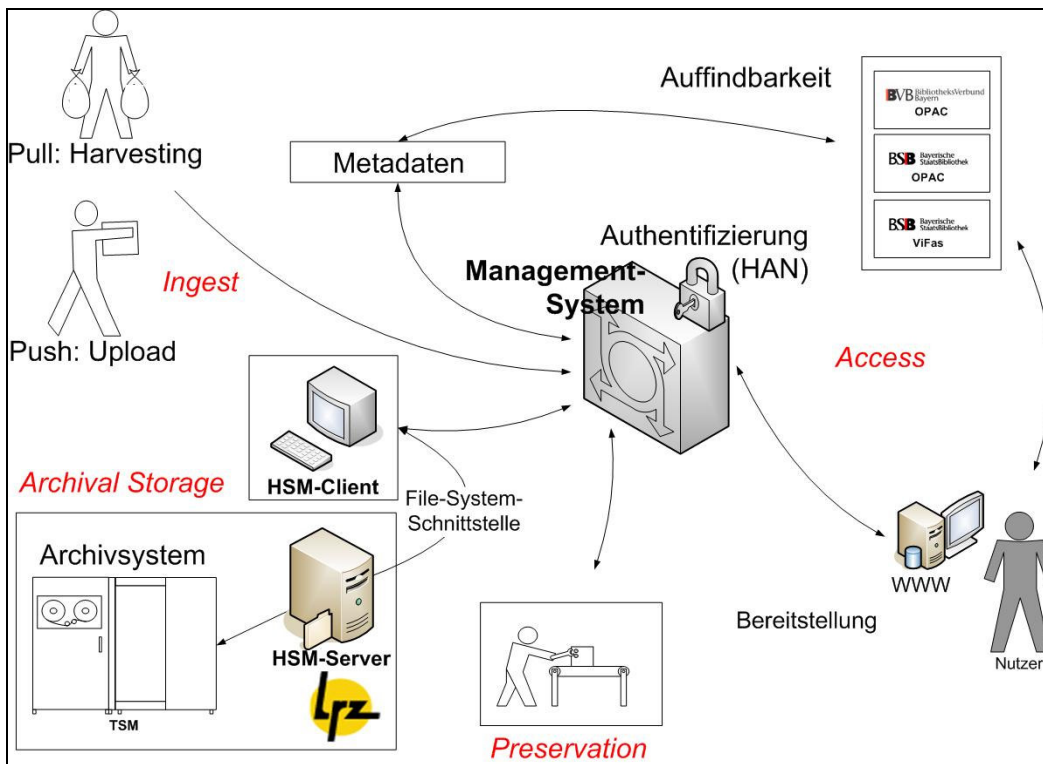 Pull: Harvesting
Push: Upload
Ingest
Metadaten
Auffindbarkeit
BVB BibliotheksVerbund
Bayern
OPAC
BSB Bayerische
StaatsBibliothek
OPAC
BSB Bayerische
StaatsBibliothek
ViFas
Authentifizierung
(HAN)
Management-
System
Access
HSM-Client
Archival Storage
File-System-
Schnittstelle
Archivsystem
TSM
HSM-Server
lrz
Preservation
Bereitstellung
WWW
Nutzer